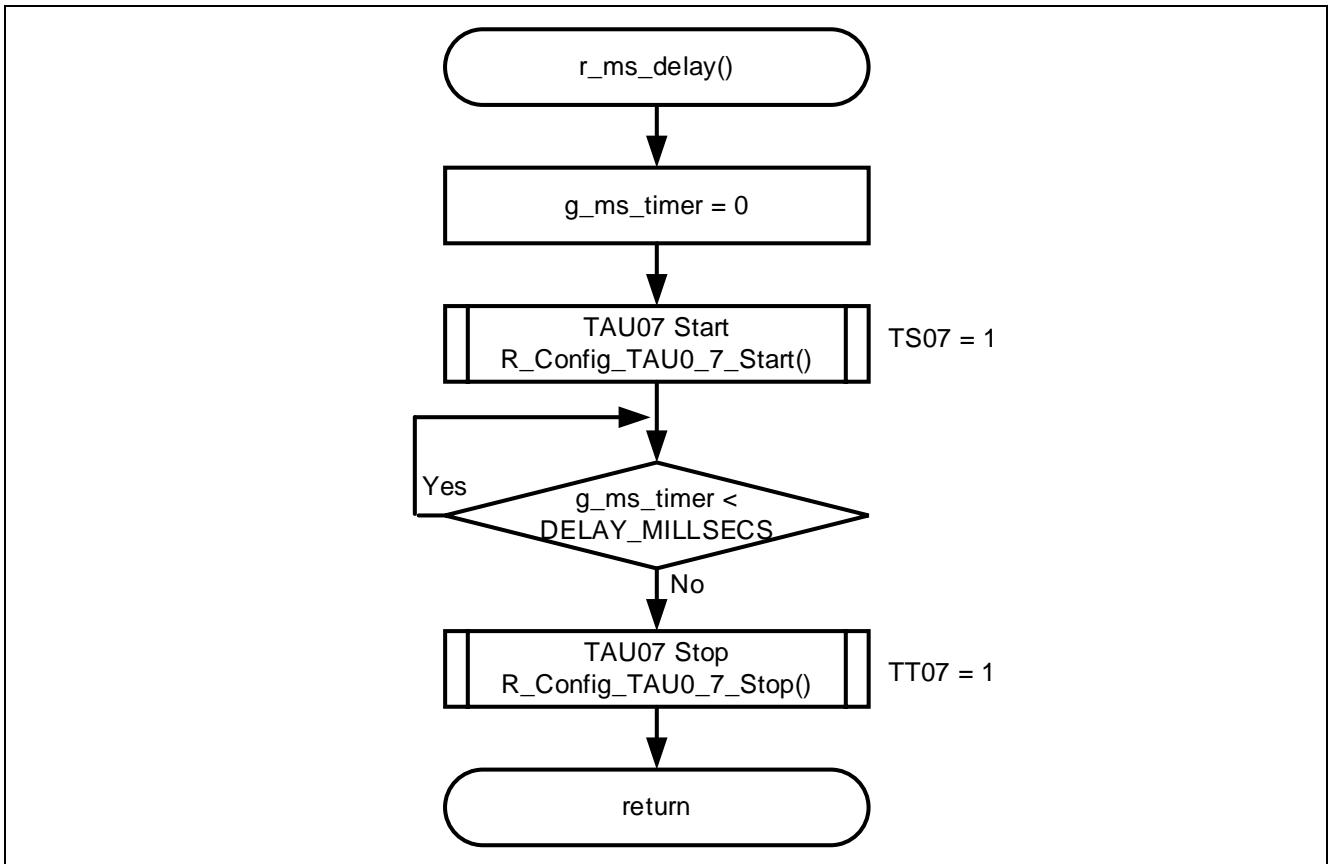 r_ms_delay()
g_ms_timer = 0
TAU07 Start
R_Config_TAU0_7_Start()
TS07 = 1
Yes
g_ms_timer <
DELAY_MILLSECS
No
TAU07 Stop
R_Config_TAU0_7_Stop()
TT07 = 1
return